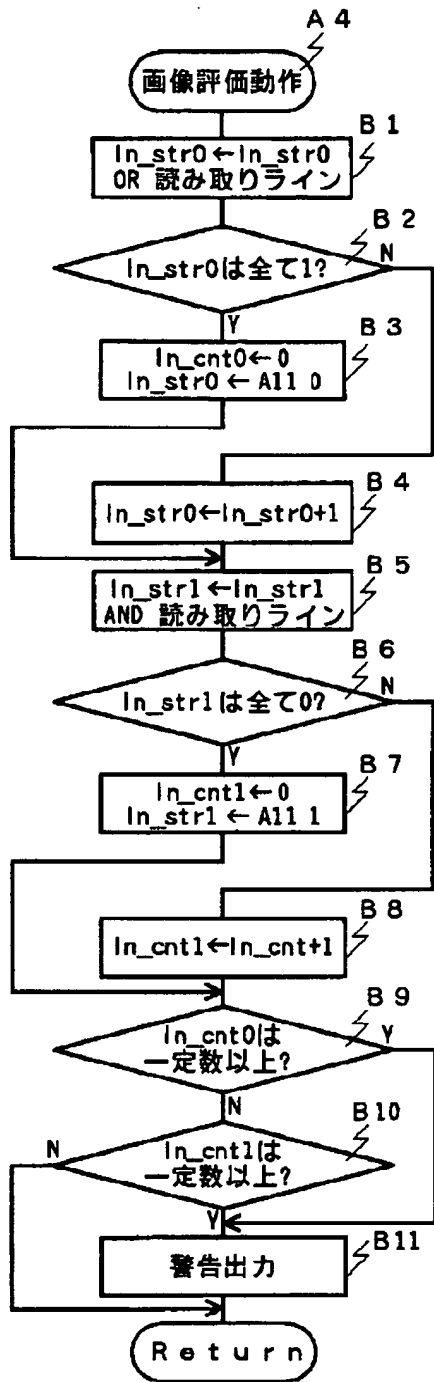 A4
画像評価動作
B1
ln_str0←ln_str0
OR 読み取りライン
B2
ln_str0は全て1?
N
Y
B3
ln_cnt0←0
ln_str0←All 0
B4
ln_str0←ln_str0+1
B5
ln_str1←ln_str1
AND 読み取りライン
B6
ln_str1は全て0?
N
Y
B7
ln_cnt1←0
ln_str1←All 1
B8
ln_cnt1←ln_cnt+1
B9
ln_cnt0は
一定数以上?
Y
N
B10
ln_cnt1は
一定数以上?
N
Y
B11
警告出力
Return